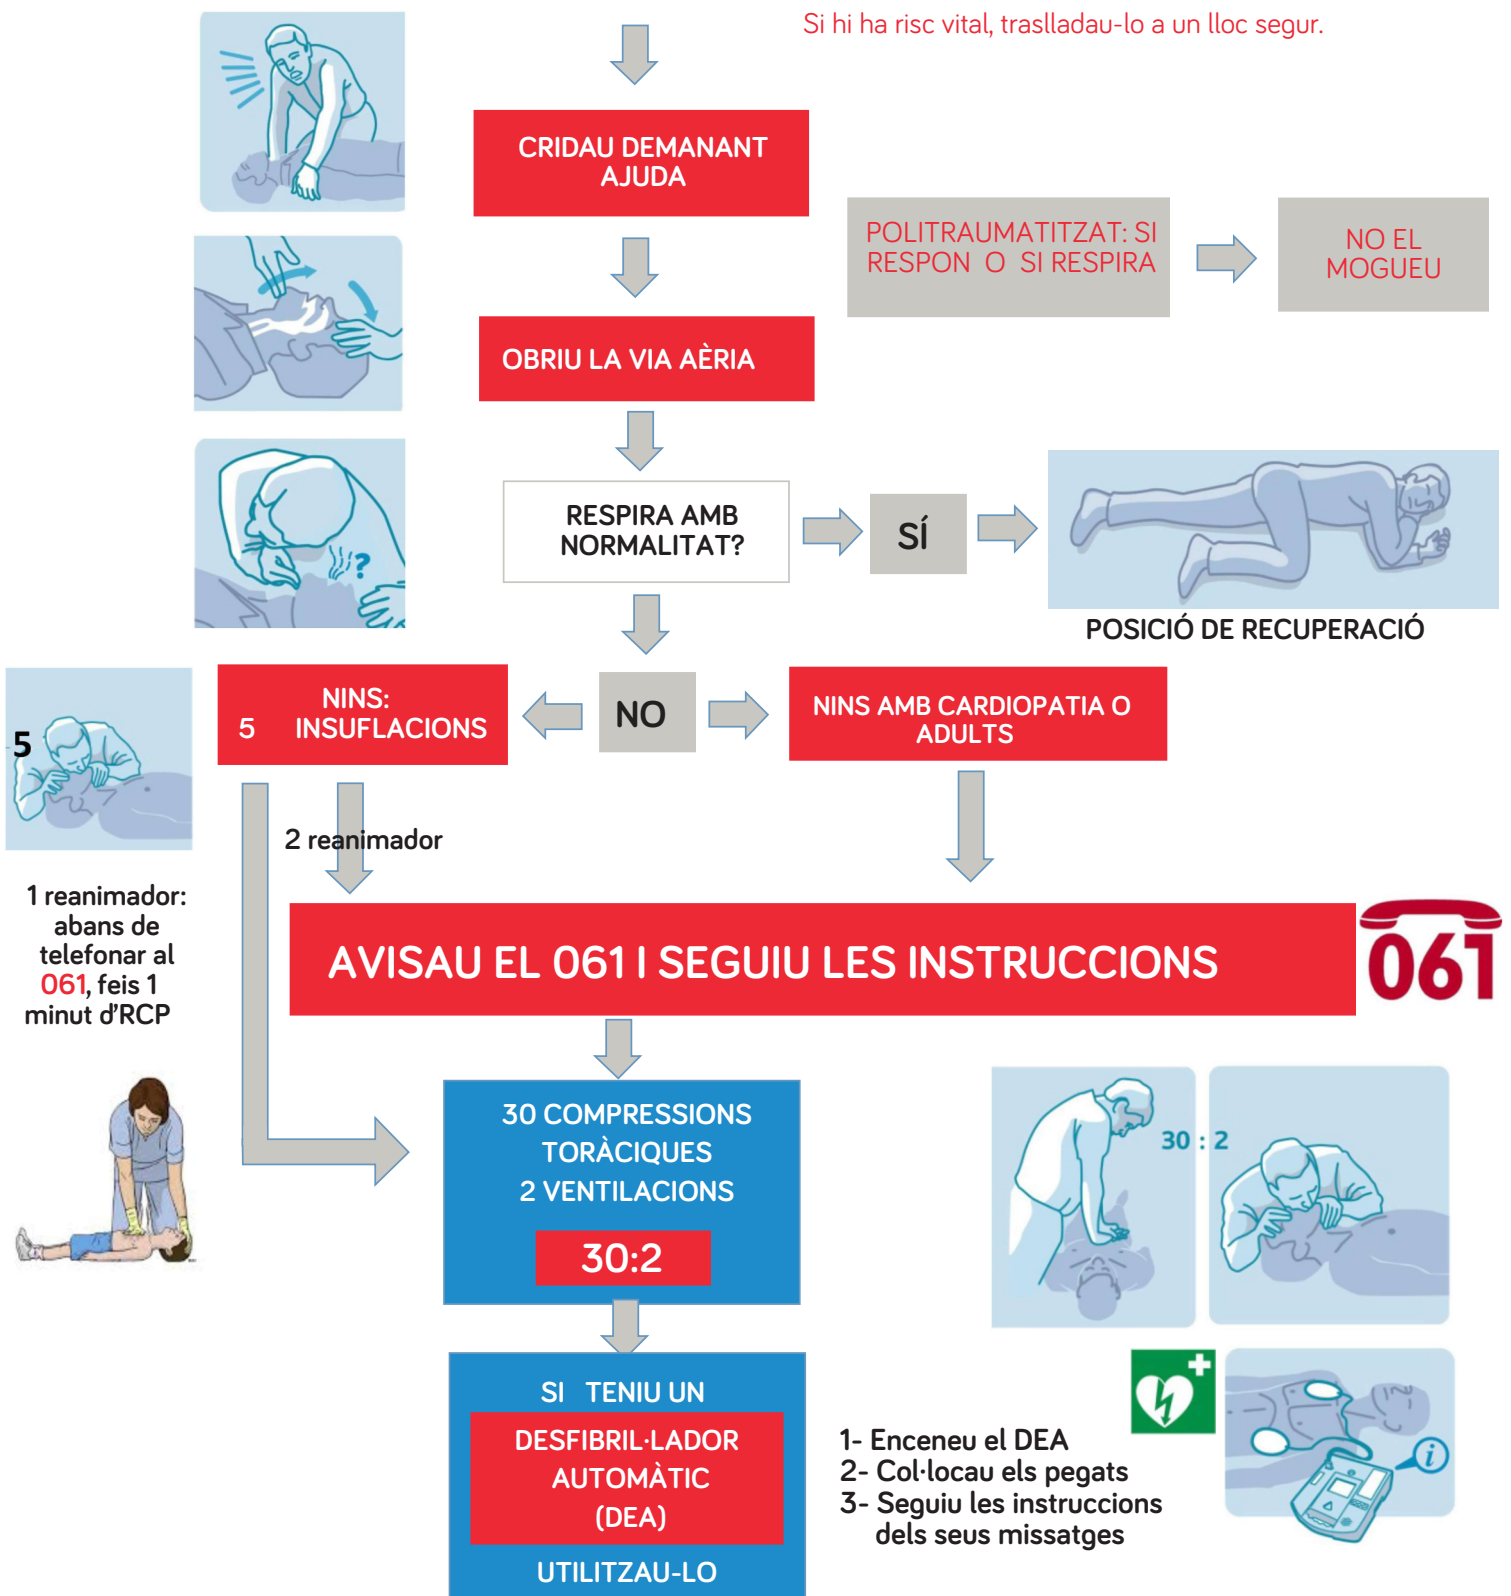 Si hi ha risc vital, traslladau-lo a un lloc segur.
CRIDAU DEMANANT
AJUDA
POLITRAUMATITZAT: SI
RESPON O SI RESPIRA
NO EL
MOGUEU
OBRIU LA VIA AÈRIA
?
RESPIRA AMB
NORMALITAT?
SÍ
POSICIÓ DE RECUPERACIÓ
5
NINS:
5 INSUFLACIONS
NO
NINS AMB CARDIOPATIA O
ADULTS
2 reanimador
1 reanimador:
abans de
telefonar al
061, feis 1
minut d'RCP
AVISAU EL 061 I SEGUIU LES INSTRUCCIONS
061
30 COMPRESSIONS
TORÀCIQUES
2 VENTILACIONS
30:2
30 : 2
SI TENIU UN
DESFIBRIL·LADOR
AUTOMÀTIC
(DEA)
UTILITZAU-LO
1- Enceneu el DEA
2- Col·locau els pegats
3- Seguiu les instruccions
dels seus missatges
i